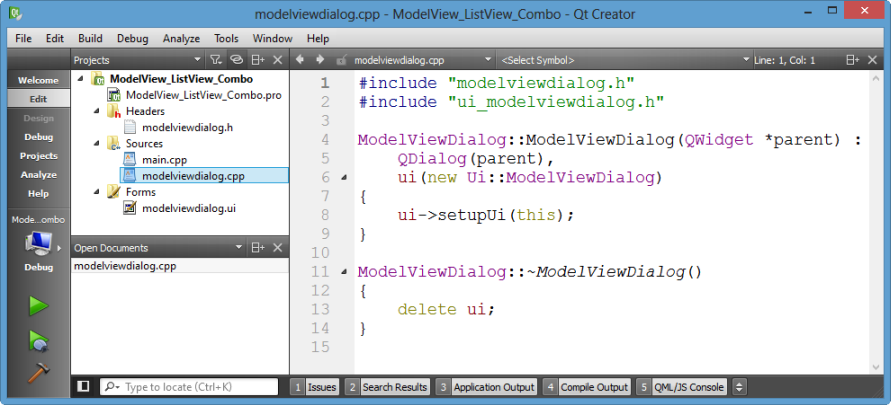 modelviewdialog.cpp - ModelView_ListView_Combo - Qt Creator
File Edit Build Debug Analyze Tools Window Help
Projects
modelviewdialog.cpp
<Select Symbol>
Line: 1, Col: 1
Welcome
Edit
Design
Debug
Projects
Analyze
Help
Mode...ombo
Debug
ModelView_ListView_Combo
ModelView_ListView_Combo.pro
Headers
modelviewdialog.h
Sources
main.cpp
modelviewdialog.cpp
Forms
modelviewdialog.ui
Open Documents
modelviewdialog.cpp
1 #include "modelviewdialog.h"
2 #include "ui_modelviewdialog.h"
3
4 ModelViewDialog::ModelViewDialog(QWidget *parent) :
5 QDialog(parent),
6 ui(new Ui::ModelViewDialog)
7 {
8 ui->setupUi(this);
9 }
10
11 ModelViewDialog::~ModelViewDialog()
12 {
13 delete ui;
14 }
15
Type to locate (Ctrl+K)
1 Issues 2 Search Results 3 Application Output 4 Compile Output 5 QML/JS Console